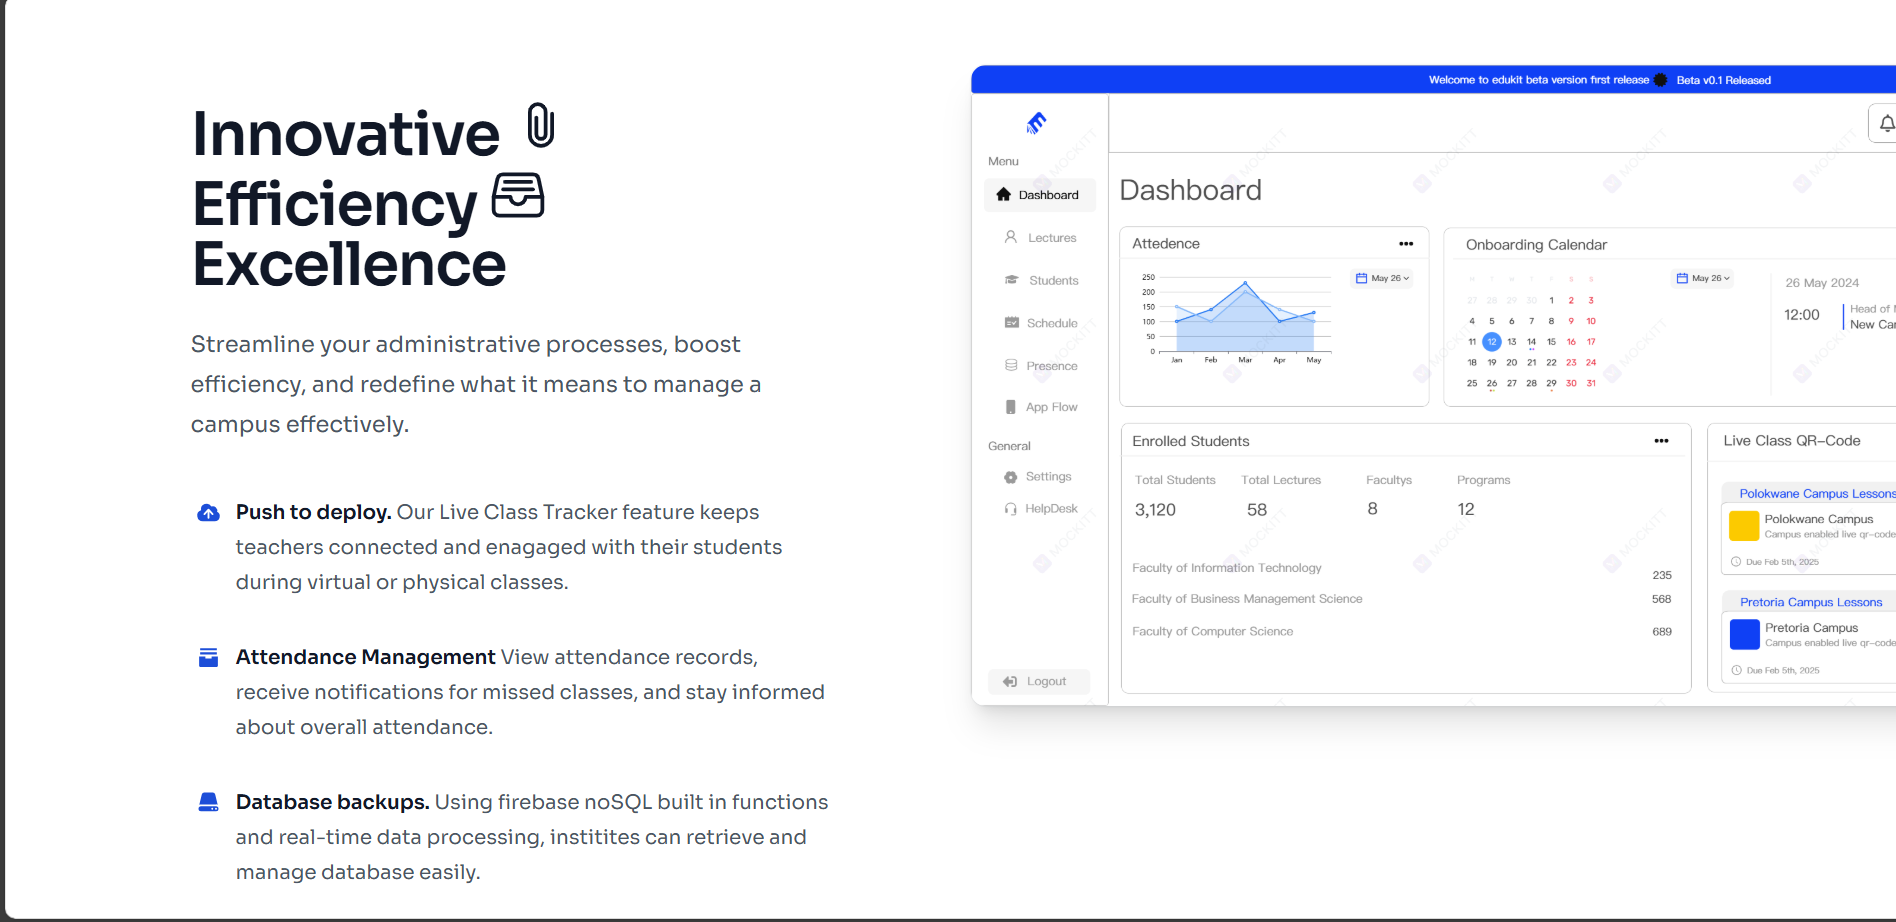 Innovative
Efficiency
Excellence
Streamline your administrative processes, boost
efficiency, and redefine what it means to manage a
campus effectively.
Push to deploy. Our Live Class Tracker feature keeps
teachers connected and enagaged with their students
during virtual or physical classes.
Attendance Management View attendance records,
receive notifications for missed classes, and stay informed
about overall attendance.
Database backups. Using firebase noSQL built in functions
and real-time data processing, institites can retrieve and
manage database easily.
Welcome to edukit beta version first release Beta v0.1 Released
Menu
Dashboard
Lectures
Students
Schedule
Presence
App Flow
General
Settings
HelpDesk
Logout
Dashboard
Attedence
May 26
250
200
150
100
50
0
Jan Feb Mar Apr May
Onboarding Calendar
May 26
27 28 29 30 1 2 3
4 5 6 7 8 9 10
11 12 13 14 15 16 17
18 19 20 21 22 23 24
25 26 27 28 29 30 31
26 May 2024
12:00
Head of
New
Enrolled Students
Total Students Total Lectures Facultys Programs
3,120 58 8 12
Faculty of Information Technology 235
Faculty of Business Management Science 568
Faculty of Computer Science 689
Live Class QR-Code
Polokwane Campus Lessons
Polokwane Campus
Campus enabled live qr-code
Due Feb 5th, 2025
Pretoria Campus Lessons
Pretoria Campus
Campus enabled live qr-code
Due Feb 5th, 2025
MOCKITT